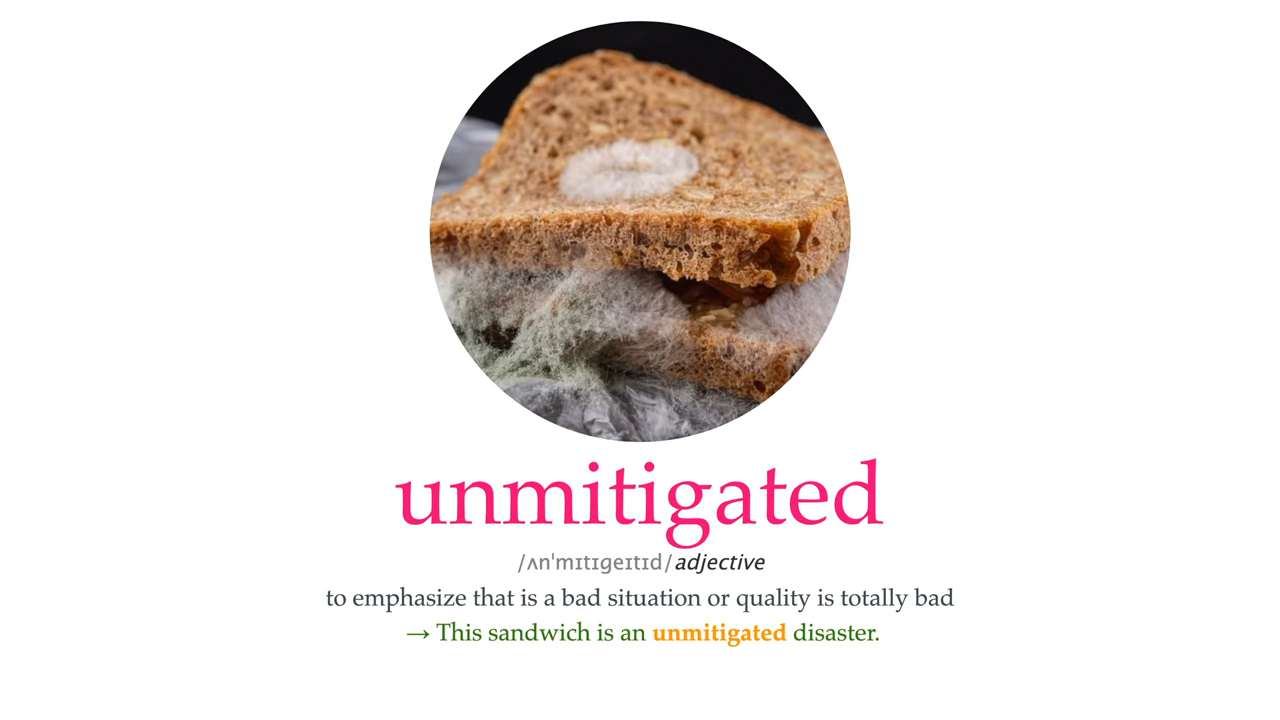 unmitigated
/ʌnˈmɪtɪɡeɪtɪd/ adjective
to emphasize that is a bad situation or quality is totally bad
→ This sandwich is an unmitigated disaster.